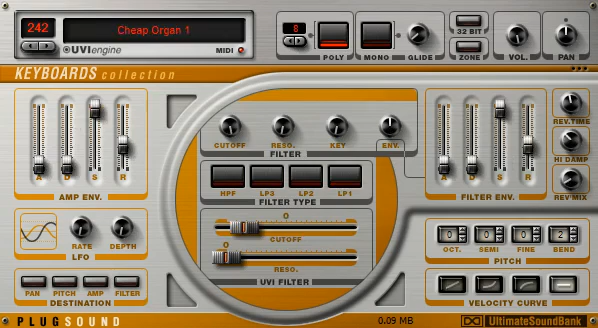 242
Cheap Organ 1
UVI engine
MIDI
8
POLY
MONO
GLIDE
32 BIT
ZONE
VOL.
PAN
KEYBOARDS collection
A D S R
AMP ENV.
CUTOFF RESO. KEY ENV.
FILTER
HPF LP3 LP2 LP1
FILTER TYPE
0
CUTOFF
0
RESO.
UVI FILTER
A D S R
FILTER ENV.
REV.TIME
HI DAMP
REV'MIX
RATE DEPTH
LFO
PAN PITCH AMP FILTER
DESTINATION
0 0 0 2
OCT. SEMI FINE BEND
PITCH
VELOCITY CURVE
PLUGSOUND
0.09 MB
UltimateSoundBank